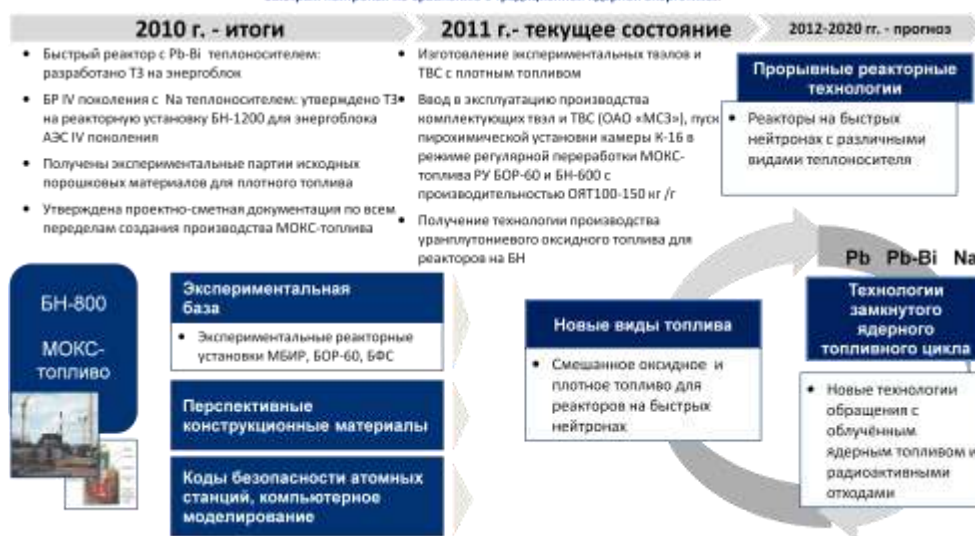 2010 г. - итоги
2011 г.- текущее состояние
2012-2020 гг. - прогноз
• Быстрый реактор с Pb-Bi теплоносителем:
разработано ТЗ на энергоблок
• БР IV поколения с Na теплоносителем: утверждено ТЗ
на реакторную установку БН-1200 для энергоблока
АЭС IV поколения
• Получены экспериментальные партии исходных
порошковых материалов для плотного топлива
• Утверждена проектно-сметная документация по всем
переделам создания производства МОКС-топлива
• Изготовление экспериментальных твэлов и
ТВС с плотным топливом
• Ввод в эксплуатацию производства
комплектующих твэл и ТВС (ОАО «МСЗ»), пуск
пирохимической установки камеры К-16 в
режиме регулярной переработки МОКС-
топлива РУ БОР-60 и БН-600 с
производительностью ОЯТ100-150 кг /г
• Получение технологии производства
уранплутониевого оксидного топлива для
реакторов на БН
Прорывные реакторные
технологии
• Реакторы на быстрых
нейтронах с различными
видами теплоносителя
Pb Pb-Bi Na
БН-800
МОКС-
топливо
Экспериментальная
база
• Экспериментальные реакторные
установки МБИР, БОР-60, БФС
Перспективные
конструкционные материалы
Коды безопасности атомных
станций, компьютерное
моделирование
Новые виды топлива
• Смешанное оксидное и
плотное топливо для
реакторов на быстрых
нейтронах
Технологии
замкнутого
ядерного
топливного цикла
• Новые технологии
обращения с
облучённым
ядерным топливом и
радиоактивными
отходами